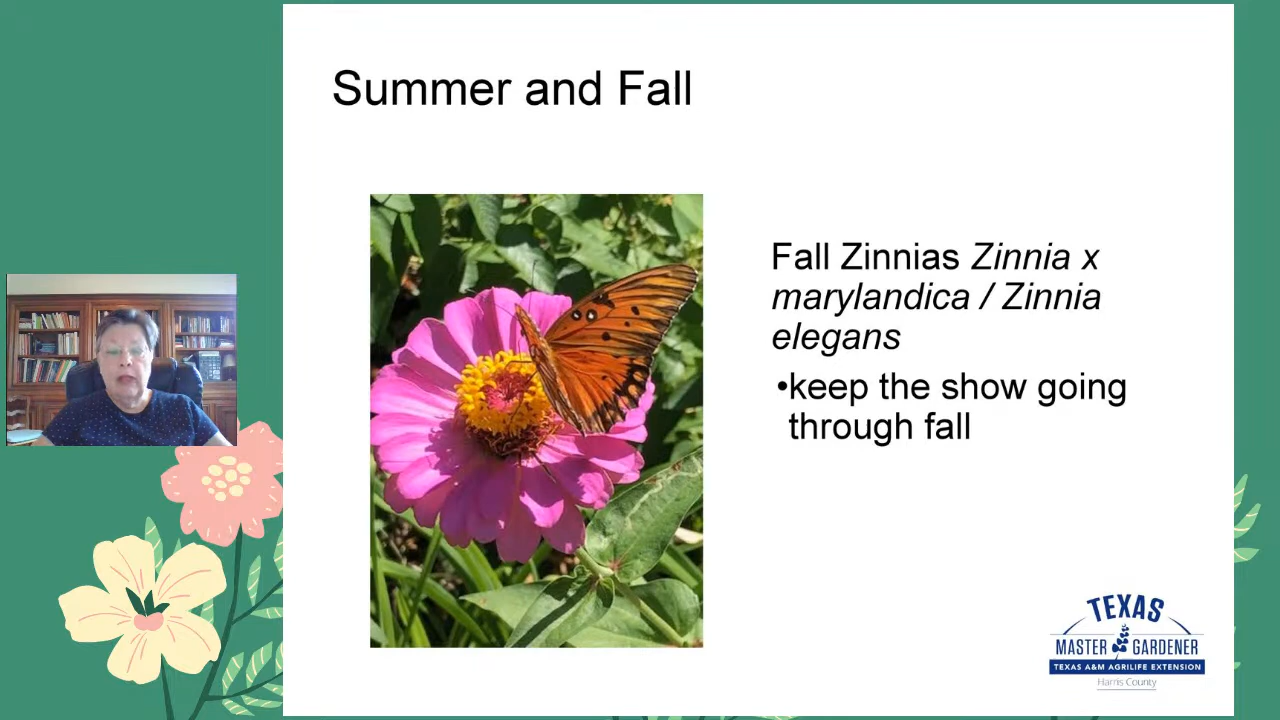 Summer and Fall
Fall Zinnias Zinnia x
marylandica / Zinnia
elegans
•keep the show going
through fall
TEXAS
MASTER GARDENER
TEXAS A&M AGRILIFE EXTENSION
Harris County